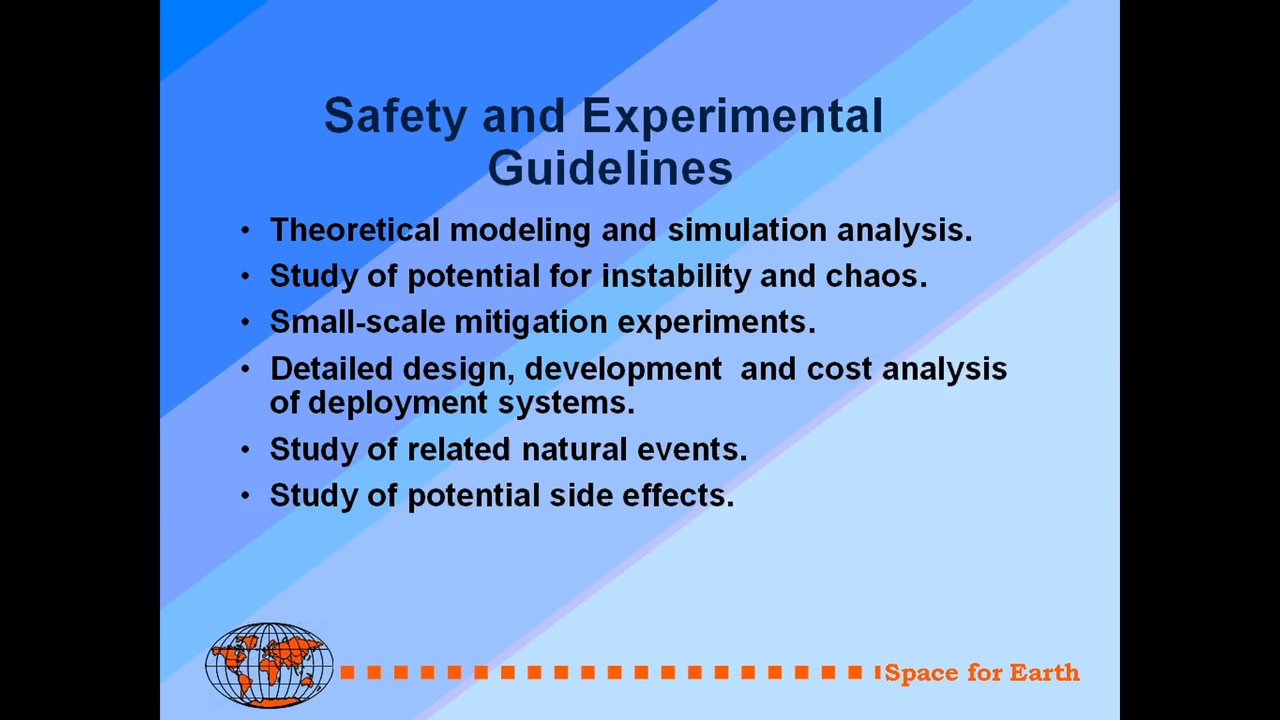 Safety and Experimental
Guidelines
• Theoretical modeling and simulation analysis.
• Study of potential for instability and chaos.
• Small-scale mitigation experiments.
• Detailed design, development  and cost analysis
of deployment systems.
• Study of related natural events.
• Study of potential side effects.
Space for Earth